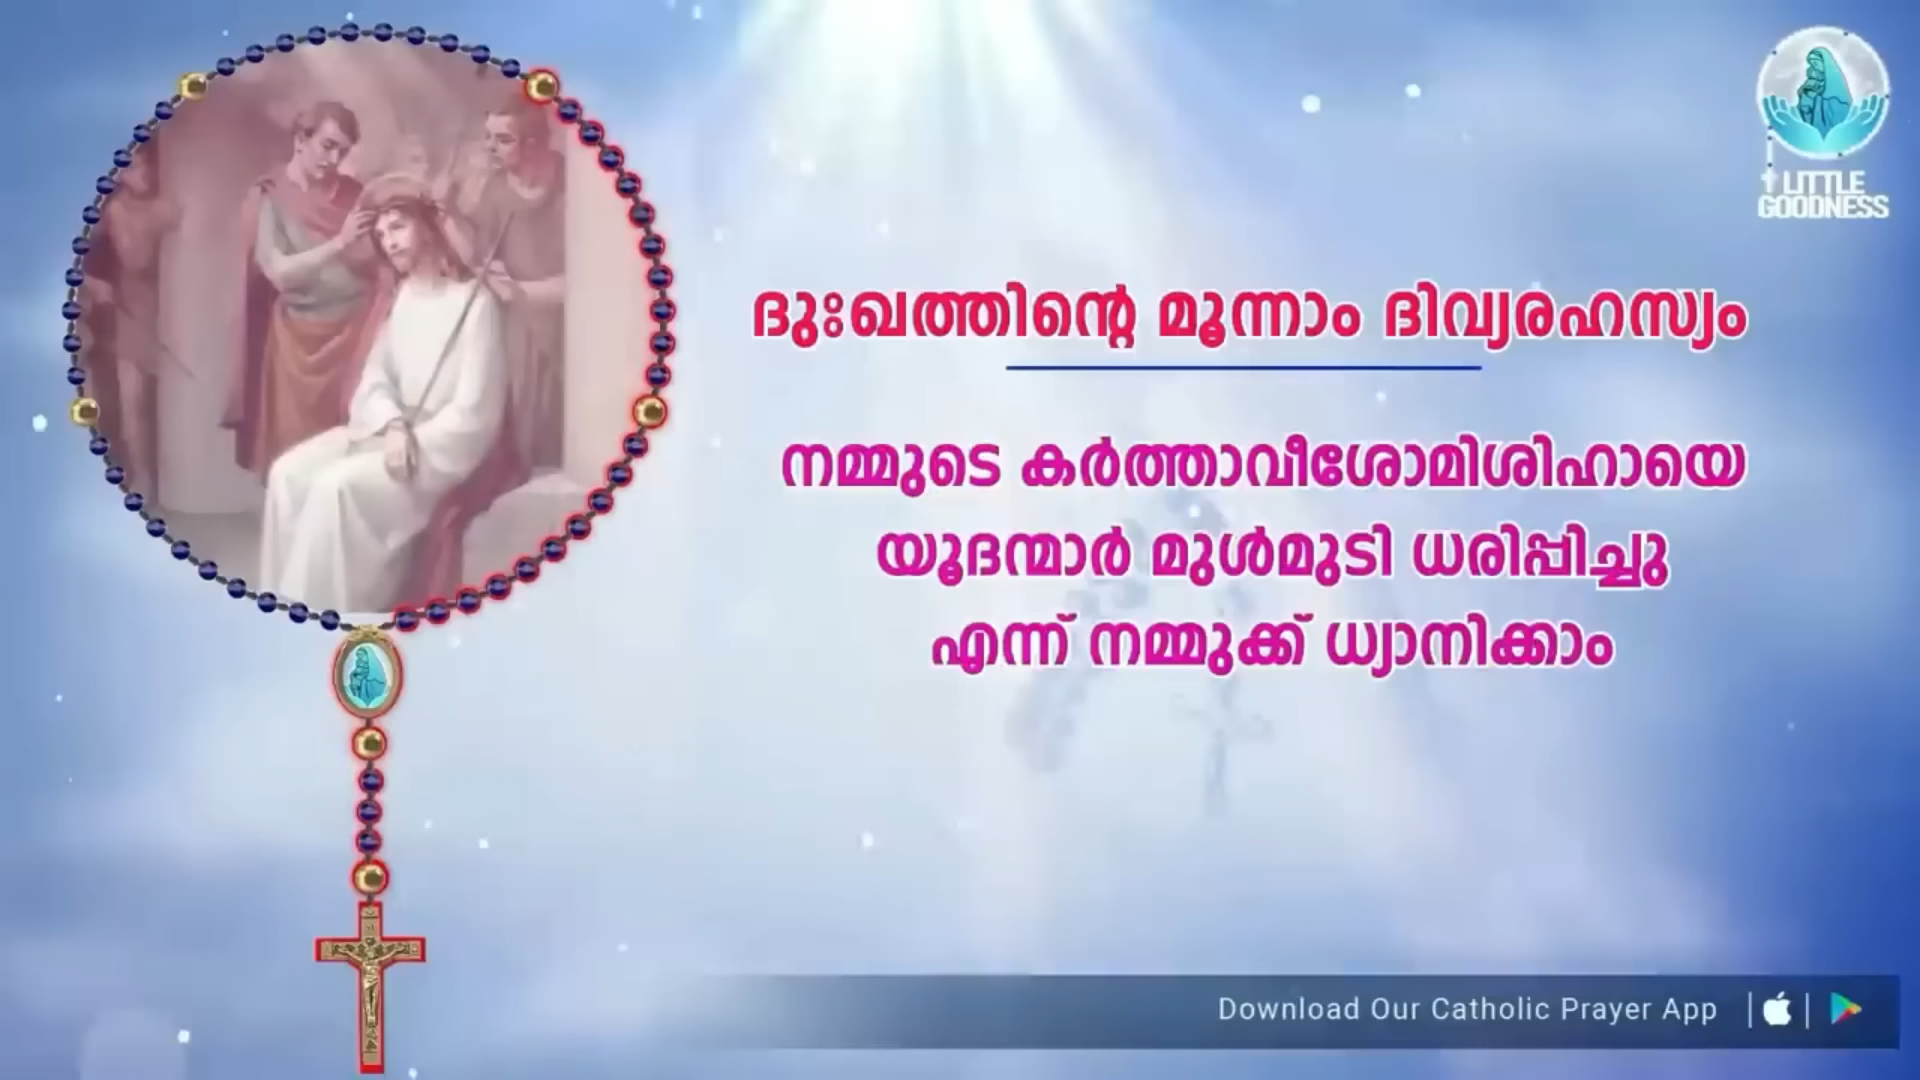 LITTLE
GOODNESS
ദുഃഖത്തിന്റെ മൂന്നാം ദിവ്യരഹസ്യം
നമ്മുടെ കർത്താവീശോമിശിഹായെ
യൂദന്മാർ മുൾമുടി ധരിപ്പിച്ചു
എന്ന് നമ്മുക്ക് ധ്യാനിക്കാം
Download Our Catholic Prayer App